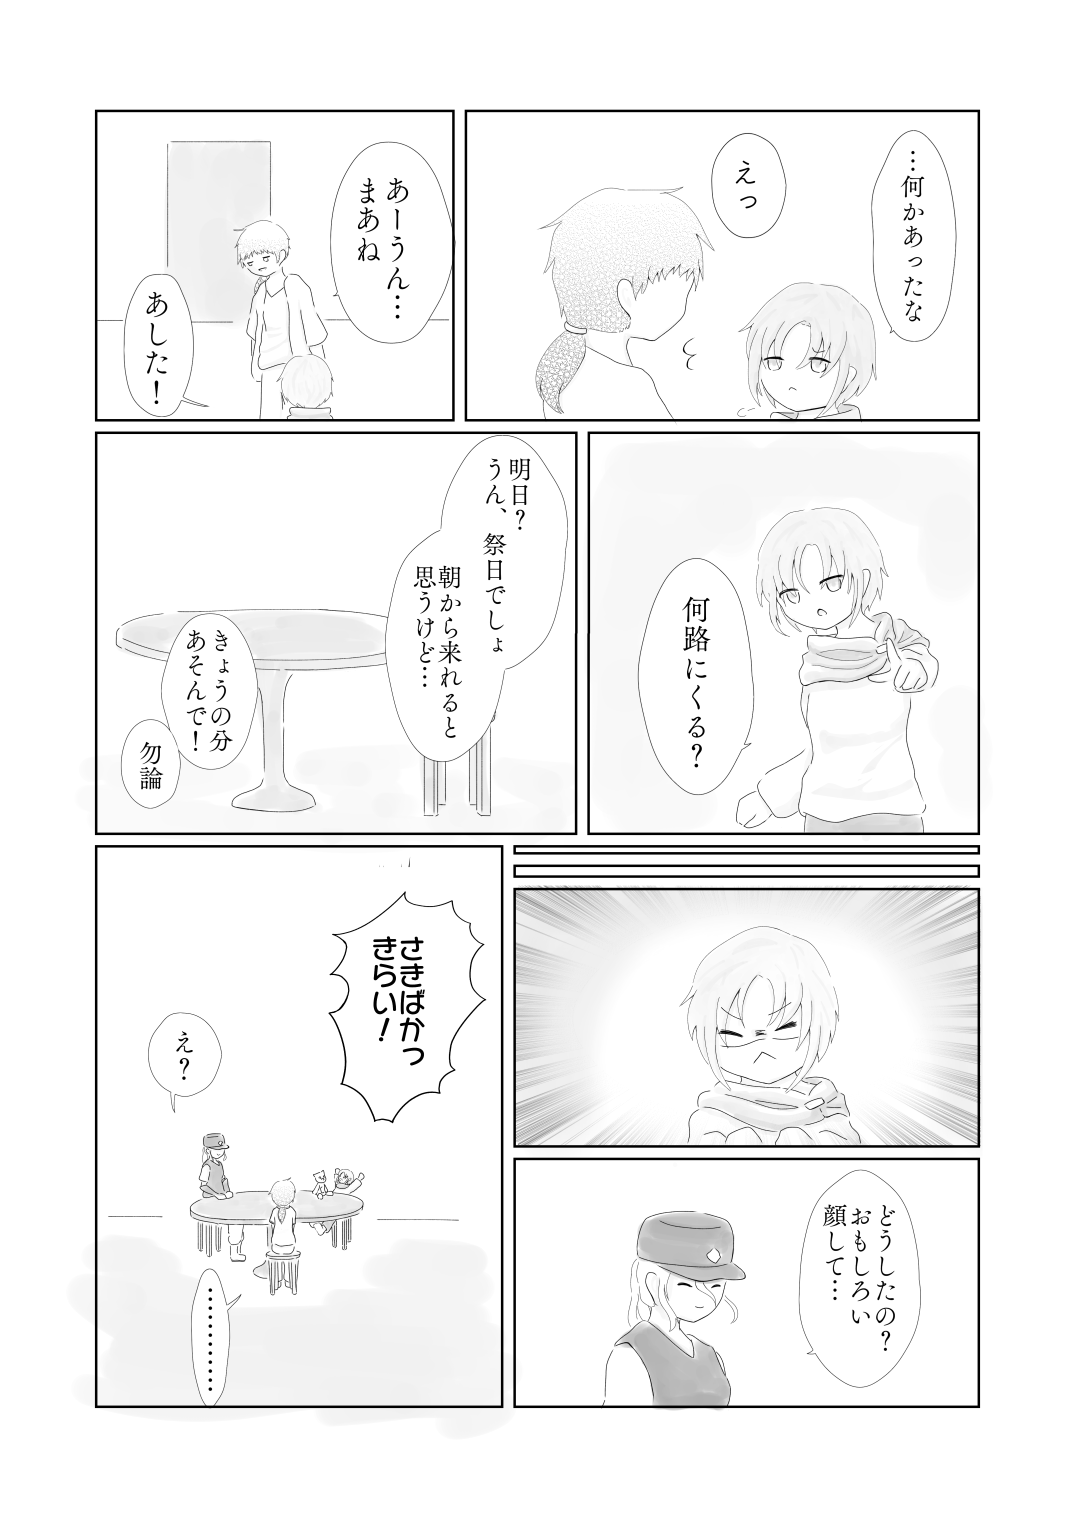 …何かあったな
えっ
あーうん…
まあね
あした！
何路にくる？
明日？
うん、祭日でしょ
朝から来れると
思うけど…
きょうの分
あそんで！
勿論
どうしたの？
おもしろい
顔して…
さきばかっ
きらい！
え？
…………